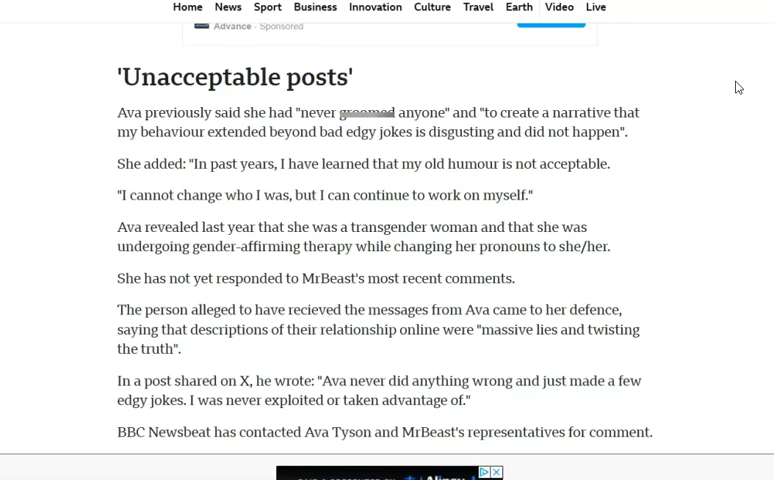 Home News Sport Business Innovation Culture Travel Earth Video Live
Advance - Sponsored
'Unacceptable posts'
Ava previously said she had "never groomed anyone" and "to create a narrative that
my behaviour extended beyond bad edgy jokes is disgusting and did not happen".
She added: "In past years, I have learned that my old humour is not acceptable.
"I cannot change who I was, but I can continue to work on myself."
Ava revealed last year that she was a transgender woman and that she was
undergoing gender-affirming therapy while changing her pronouns to she/her.
She has not yet responded to MrBeast's most recent comments.
The person alleged to have recieved the messages from Ava came to her defence,
saying that descriptions of their relationship online were "massive lies and twisting
the truth".
In a post shared on X, he wrote: "Ava never did anything wrong and just made a few
edgy jokes. I was never exploited or taken advantage of."
BBC Newsbeat has contacted Ava Tyson and MrBeast's representatives for comment.